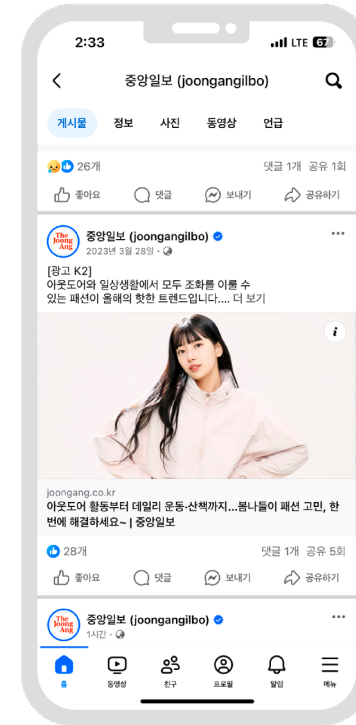 2:33 LTE 67
중앙일보 (joongangilbo)
게시물 정보 사진 동영상 언급
26개 댓글 1개 공유 1회
좋아요 댓글 보내기 공유하기
The JoongAng
중앙일보 (joongangilbo)
2023년 3월 28일 ·
[광고 K2]
아웃도어와 일상생활에서 모두 조화를 이룰 수
있는 패션이 올해의 핫한 트렌드입니다.... 더 보기
i
joongang.co.kr
아웃도어 활동부터 데일리 운동·산책까지...봄나들이 패션 고민, 한
번에 해결하세요~ | 중앙일보
28개 댓글 1개 공유 5회
좋아요 댓글 보내기 공유하기
The JoongAng
중앙일보 (joongangilbo)
1시간 ·
홈 동영상 친구 프로필 알림 메뉴